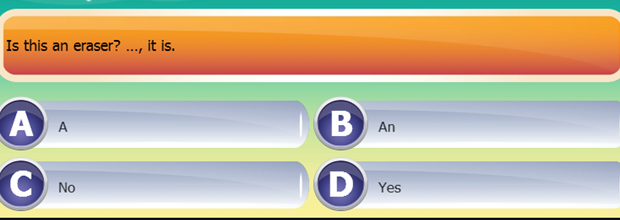 Is this an eraser? ..., it is.
A A
B An
C No
D Yes